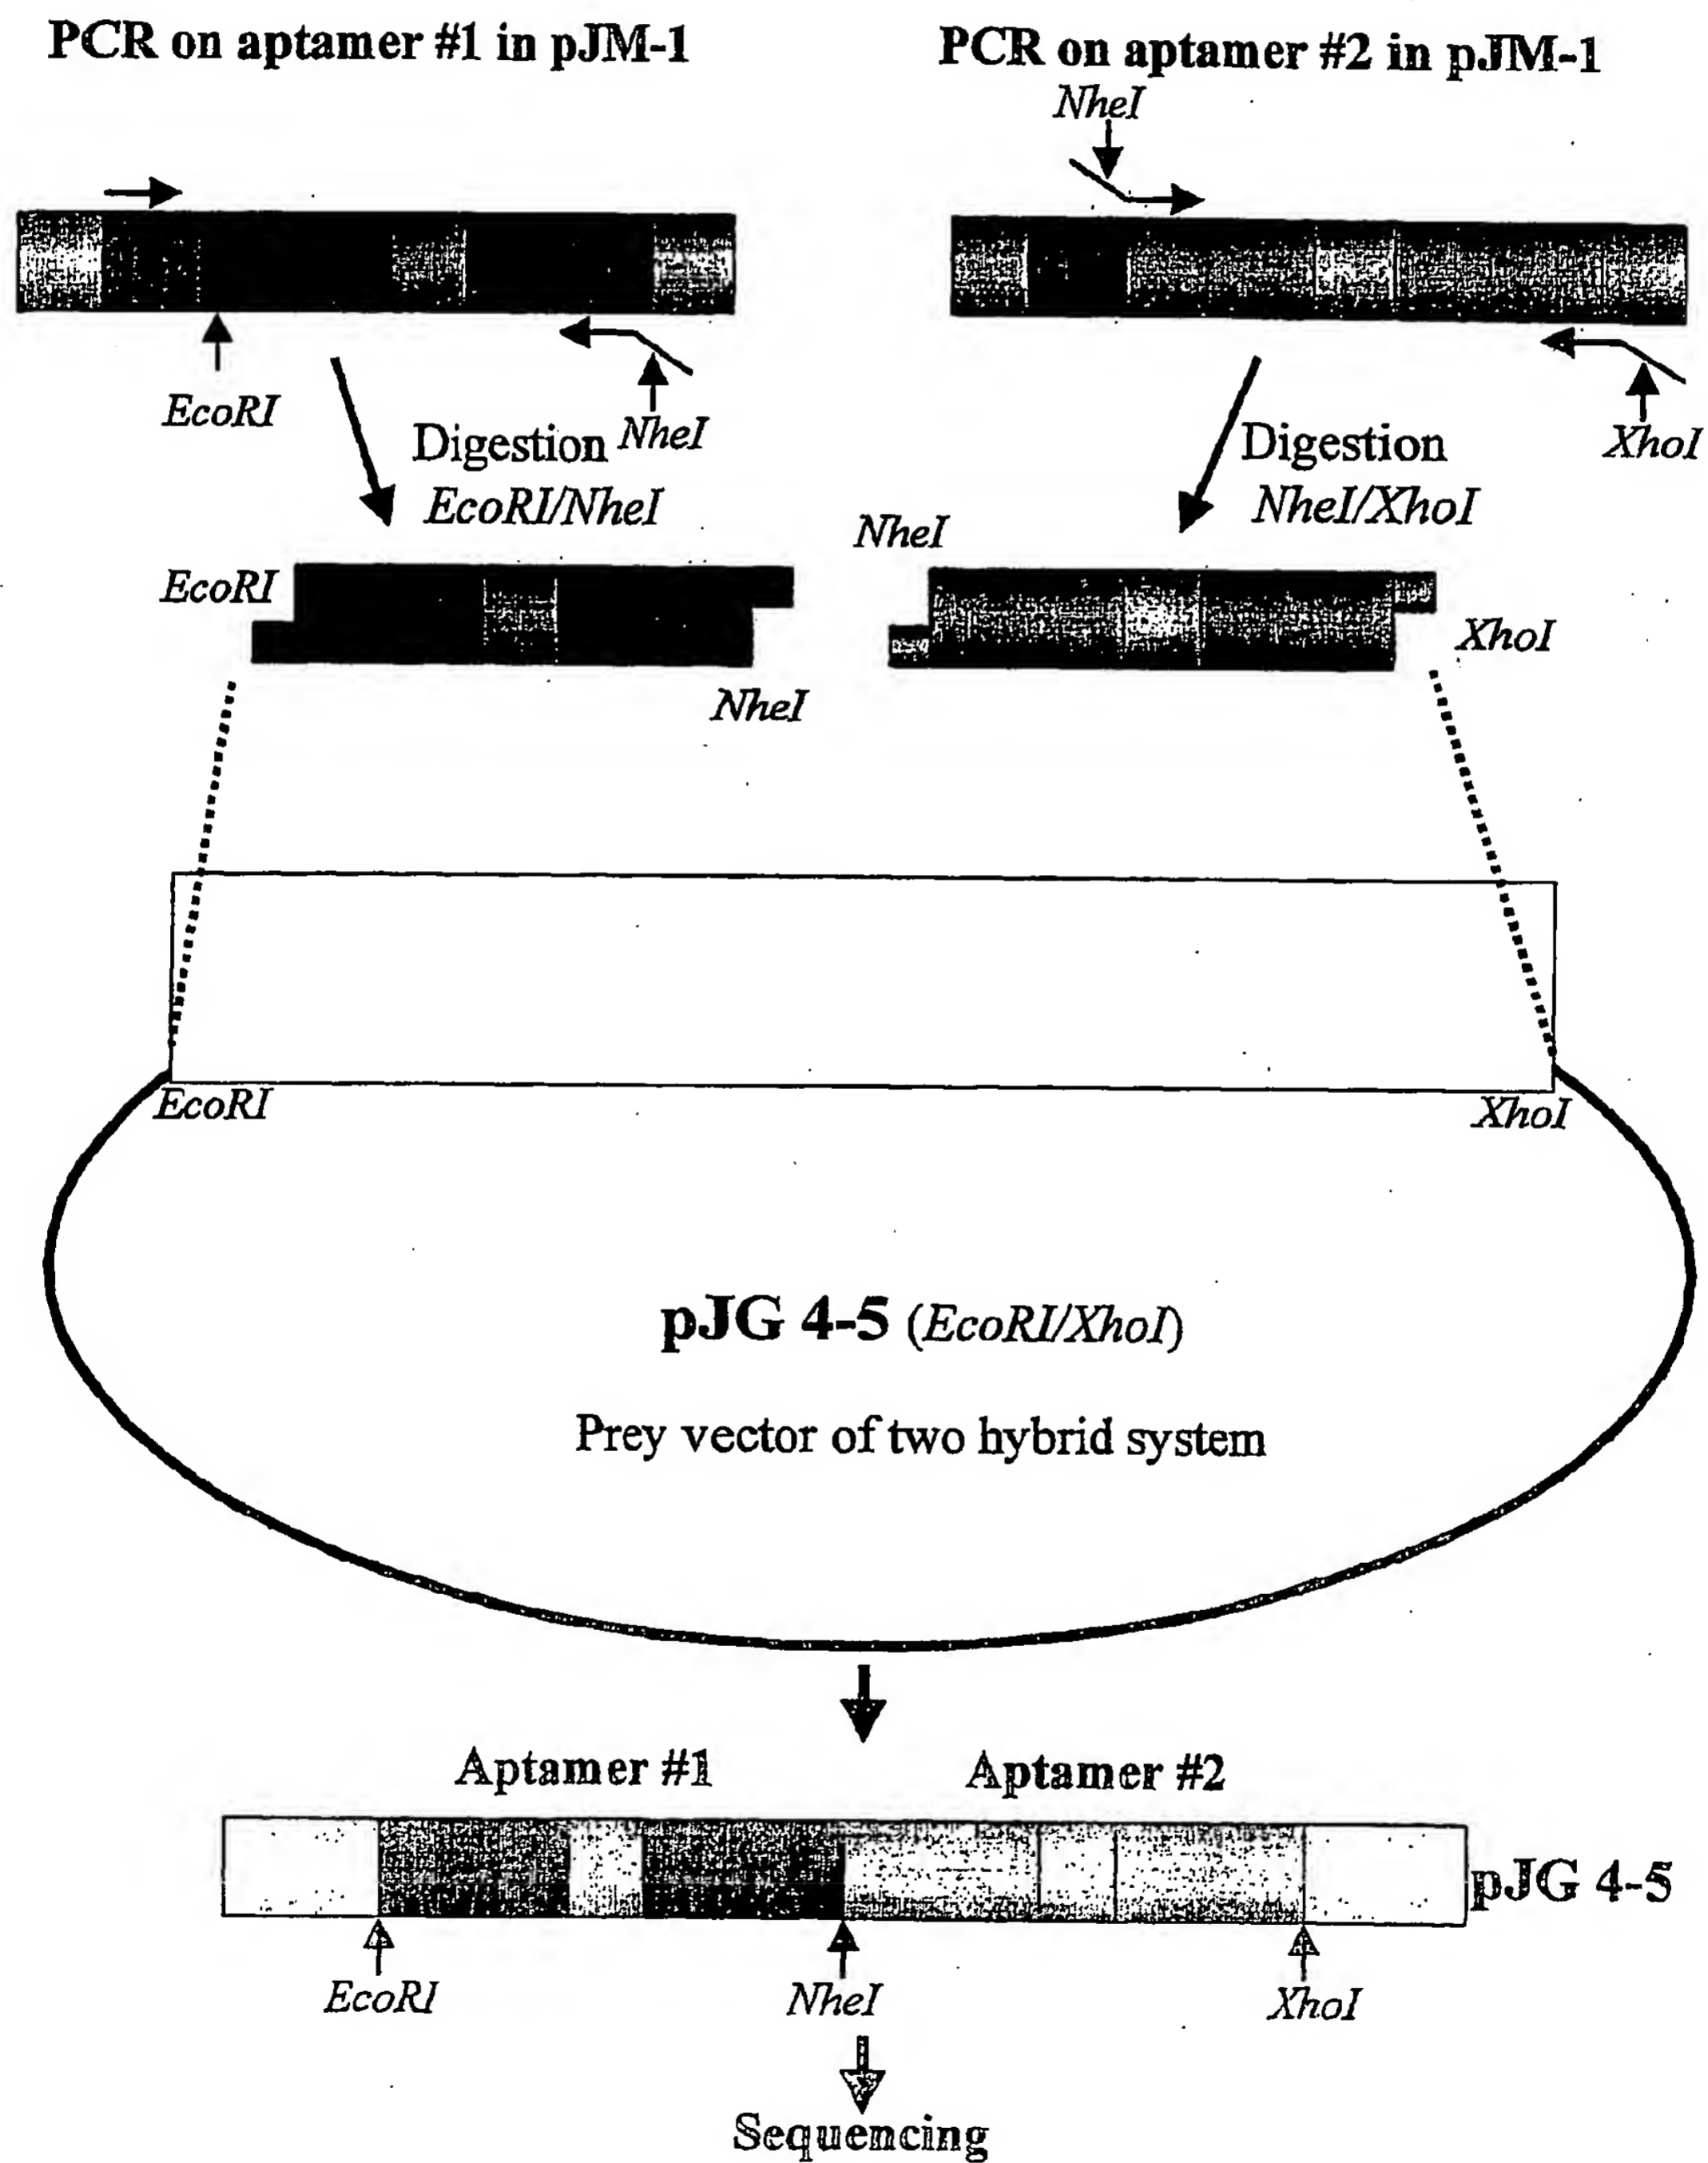 PCR on aptamer #1 in pJM-1
PCR on aptamer #2 in pJM-1
NheI
EcoRI
NheI
XhoI
Digestion
EcoRI/NheI
Digestion
NheI/XhoI
EcoRI
NheI
NheI
XhoI
EcoRI
XhoI
pJG 4-5 (EcoRI/XhoI)
Prey vector of two hybrid system
Aptamer #1
Aptamer #2
pJG 4-5
EcoRI
NheI
XhoI
Sequencing